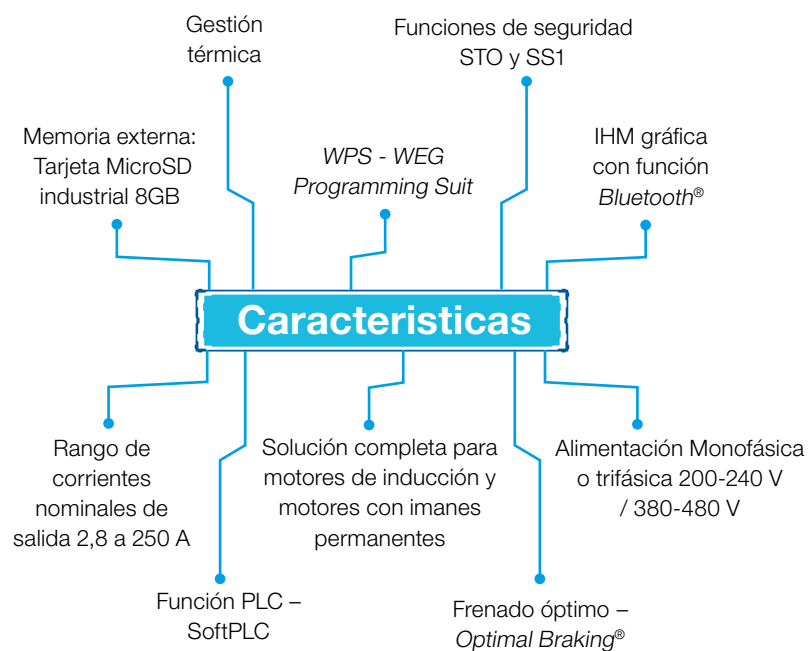 Gestión
térmica
Funciones de seguridad
STO y SS1
Memoria externa:
Tarjeta MicroSD
industrial 8GB
WPS - WEG
Programming Suit
IHM gráfica
con función
Bluetooth®
Caracteristicas
Rango de
corrientes
nominales de
salida 2,8 a 250 A
Solución completa para
motores de inducción y
motores con imanes
permanentes
Alimentación Monofásica
o trifásica 200-240 V
/ 380-480 V
Función PLC –
SoftPLC
Frenado óptimo –
Optimal Braking®